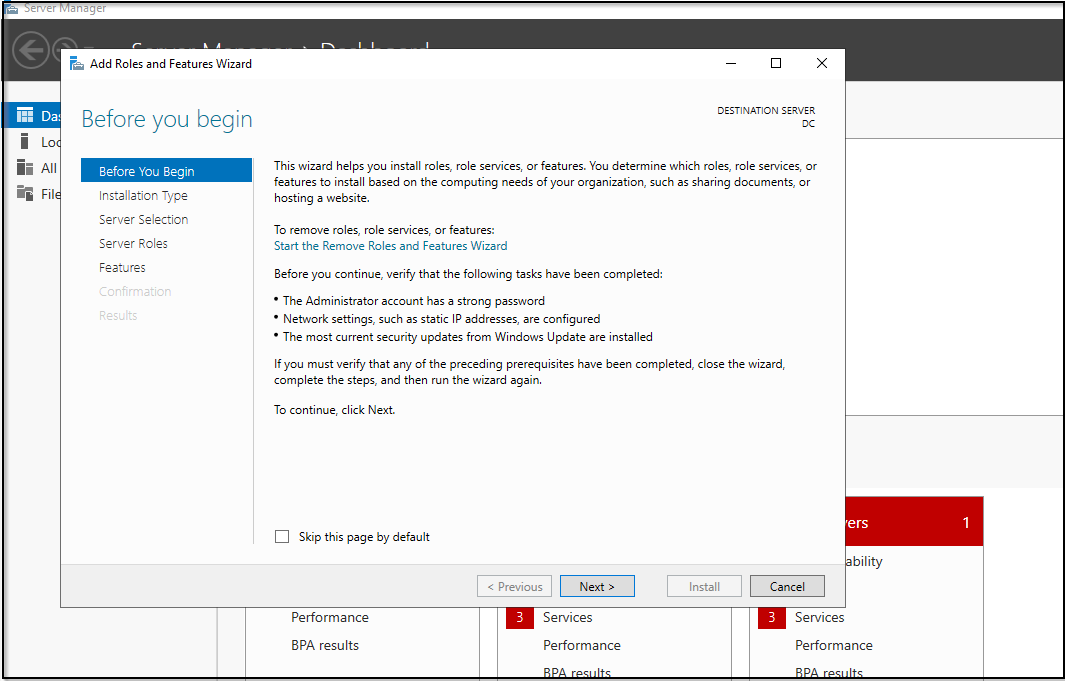 Server Manager
Server Manager Dashboard
Add Roles and Features Wizard
Before you begin
DESTINATION SERVER
DC
Before You Begin
Installation Type
Server Selection
Server Roles
Features
Confirmation
Results
This wizard helps you install roles, role services, or features. You determine which roles, role services, or
features to install based on the computing needs of your organization, such as sharing documents, or
hosting a website.
To remove roles, role services, or features:
Start the Remove Roles and Features Wizard
Before you continue, verify that the following tasks have been completed:
• The Administrator account has a strong password
• Network settings, such as static IP addresses, are configured
• The most current security updates from Windows Update are installed
If you must verify that any of the preceding prerequisites have been completed, close the wizard,
complete the steps, and then run the wizard again.
To continue, click Next.
Skip this page by default
< Previous
Next >
Install
Cancel
Das
Loc
All
File
vers 1
ability
Performance
BPA results
3 Services
Performance
BPA results
3 Services
Performance
BPA results